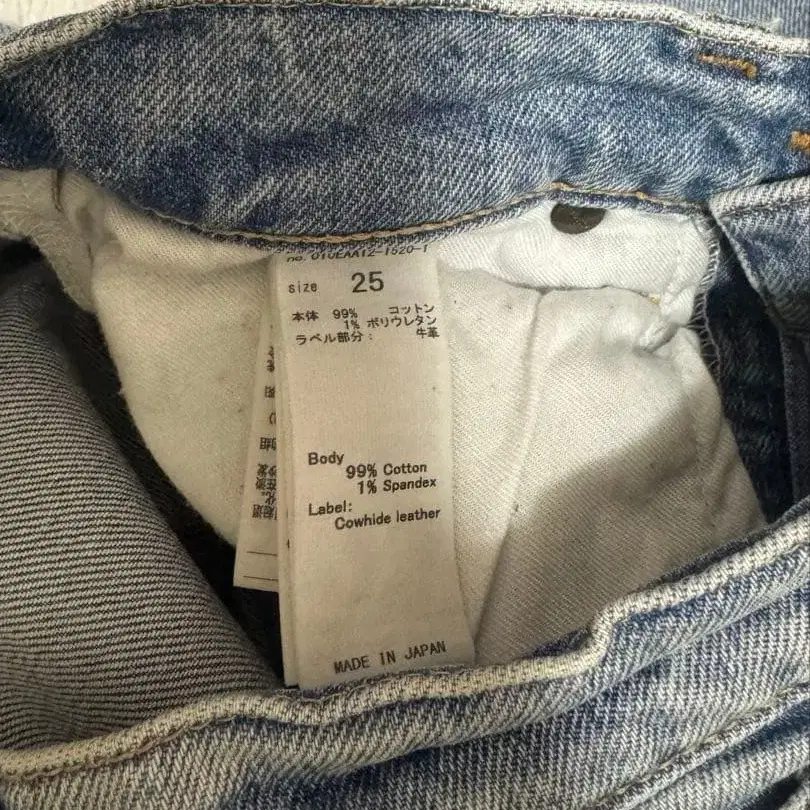 size 25
本体 99% コットン
1% ポリウレタン
ラベル部分: 牛革
Body
99% Cotton
1% Spandex
Label:
Cowhide leather
MADE IN JAPAN